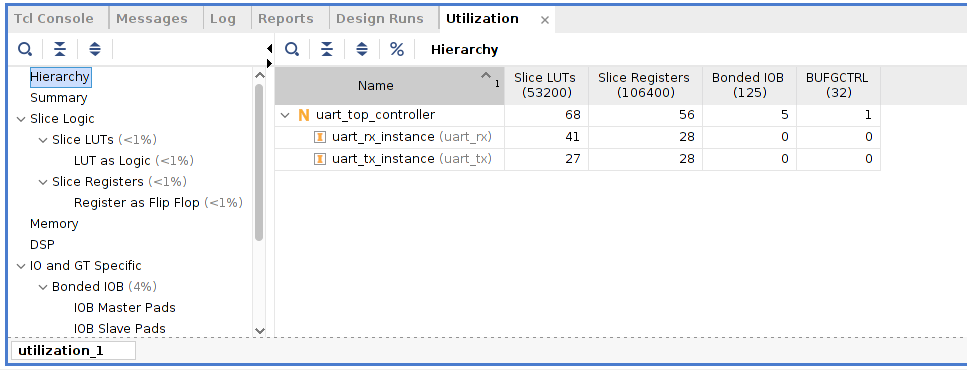 Tcl Console Messages Log Reports Design Runs Utilization ×
% Hierarchy
Hierarchy
Summary
Slice Logic
Slice LUTs (<1%)
LUT as Logic (<1%)
Slice Registers (<1%)
Register as Flip Flop (<1%)
Memory
DSP
IO and GT Specific
Bonded IOB (4%)
IOB Master Pads
IOB Slave Pads
Name 1 Slice LUTs (53200) Slice Registers (106400) Bonded IOB (125) BUFGCTRL (32)
N uart_top_controller 68 56 5 1
I uart_rx_instance (uart_rx) 41 28 0 0
I uart_tx_instance (uart_tx) 27 28 0 0
utilization_1